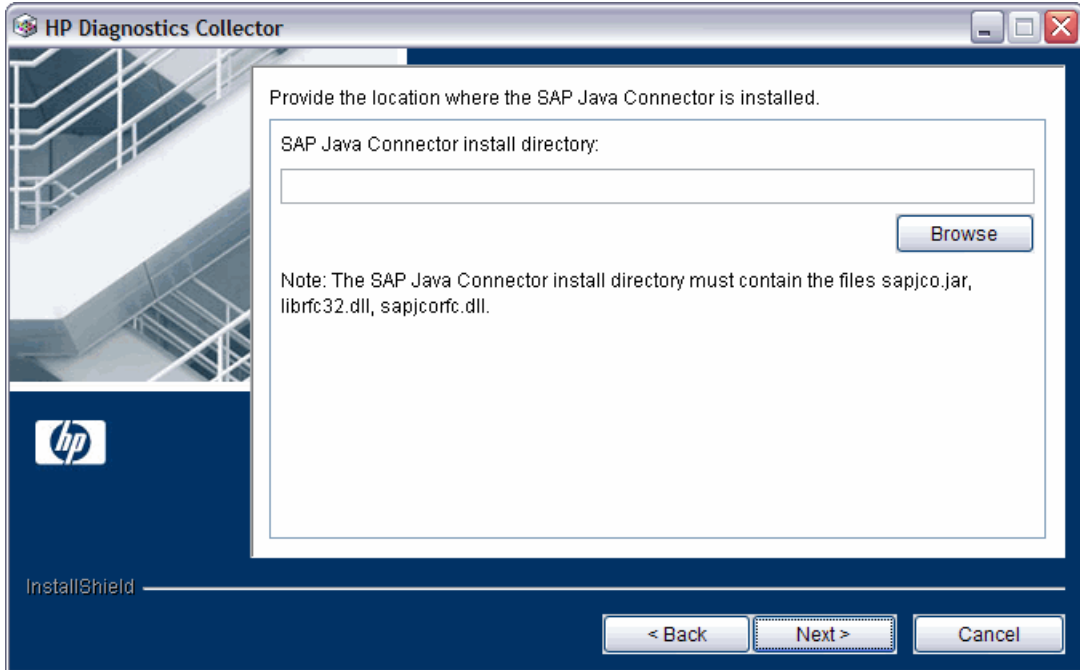 HP Diagnostics Collector
Provide the location where the SAP Java Connector is installed.
SAP Java Connector install directory:
Browse
Note: The SAP Java Connector install directory must contain the files sapjco.jar,
librfc32.dll, sapjcorfc.dll.
hp
InstallShield
< Back
Next >
Cancel